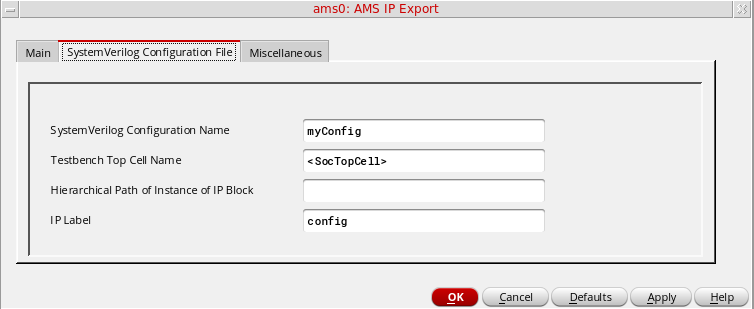 ams0: AMS IP Export
Main SystemVerilog Configuration File Miscellaneous
SystemVerilog Configuration Name myConfig
Testbench Top Cell Name <SocTopCell>
Hierarchical Path of Instance of IP Block
IP Label config
OK Cancel Defaults Apply Help